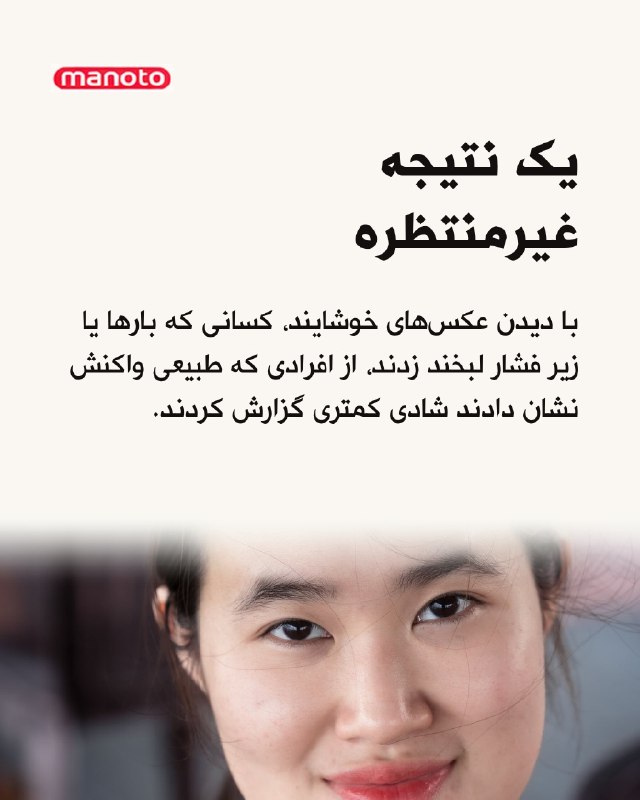 manoto
یک نتیجه
غیرمنتظره
با دیدن عکس‌های خوشایند، کسانی که بارها یا
زیر فشار لبخند زدند، از افرادی که طبیعی واکنش
نشان دادند شادی کمتری گزارش کردند.